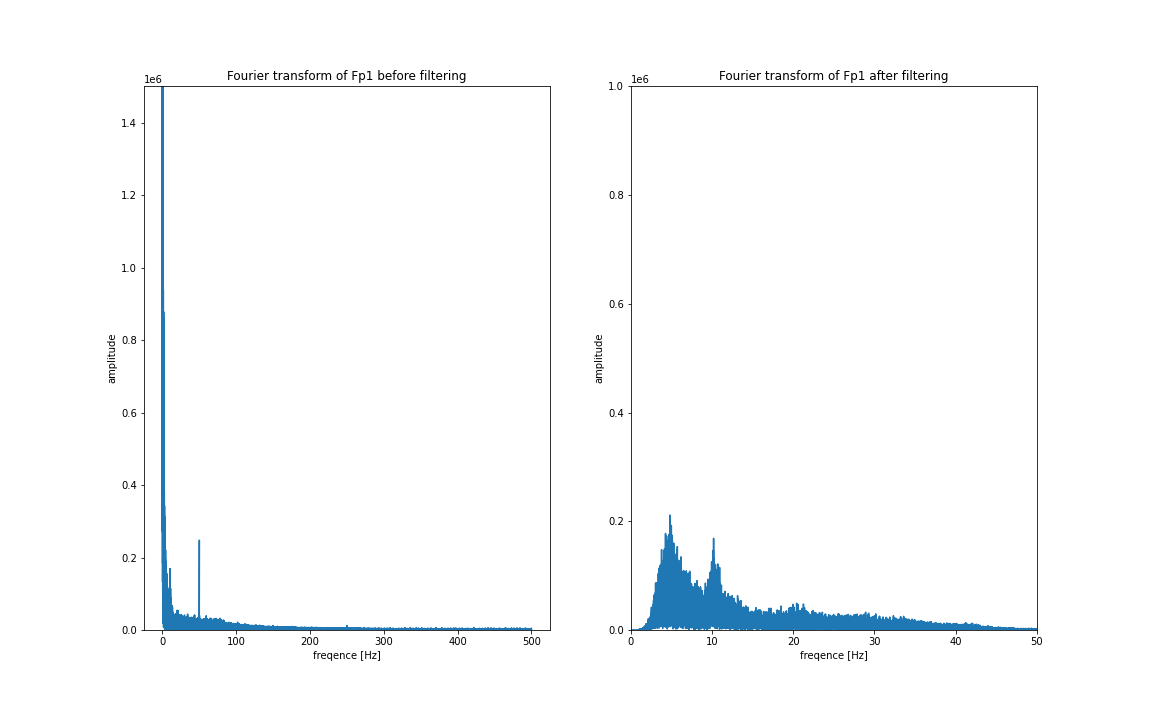 Fourier transform of Fp1 before filtering
1e6
1.4
1.2
1.0
0.8
0.6
0.4
0.2
0.0
amplitude
0 100 200 300 400 500
freqence [Hz]
Fourier transform of Fp1 after filtering
1e6
1.0
0.8
0.6
0.4
0.2
0.0
amplitude
0 10 20 30 40 50
freqence [Hz]